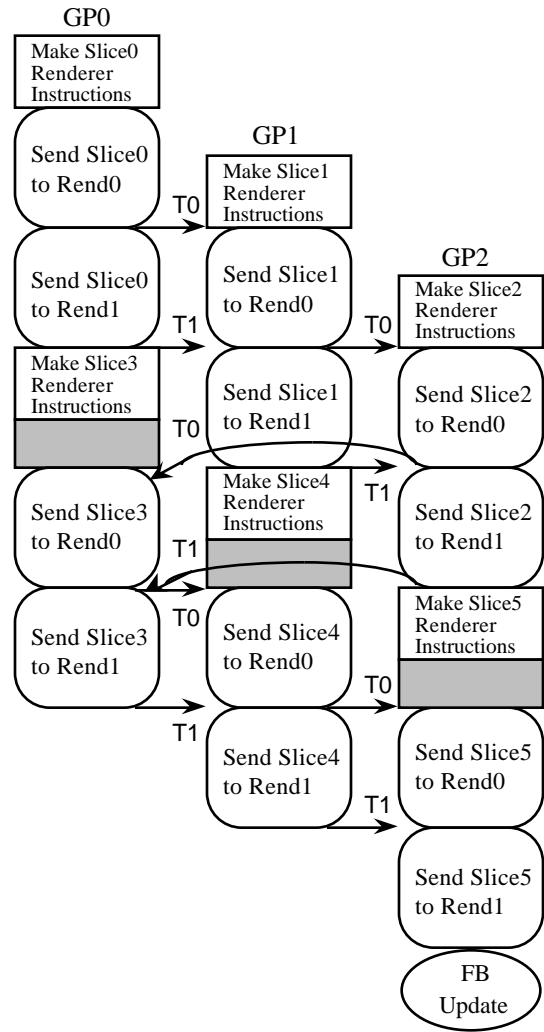 GP0
Make Slice0
Renderer
Instructions
Send Slice0
to Rend0
T0
Send Slice0
to Rend1
T1
Make Slice3
Renderer
Instructions
T0
Send Slice3
to Rend0
T1
T0
Send Slice3
to Rend1
T1
GP1
Make Slice1
Renderer
Instructions
Send Slice1
to Rend0
T0
Send Slice1
to Rend1
T1
Make Slice4
Renderer
Instructions
Send Slice4
to Rend0
T0
Send Slice4
to Rend1
T1
GP2
Make Slice2
Renderer
Instructions
Send Slice2
to Rend0
Send Slice2
to Rend1
Make Slice5
Renderer
Instructions
Send Slice5
to Rend0
Send Slice5
to Rend1
FB
Update